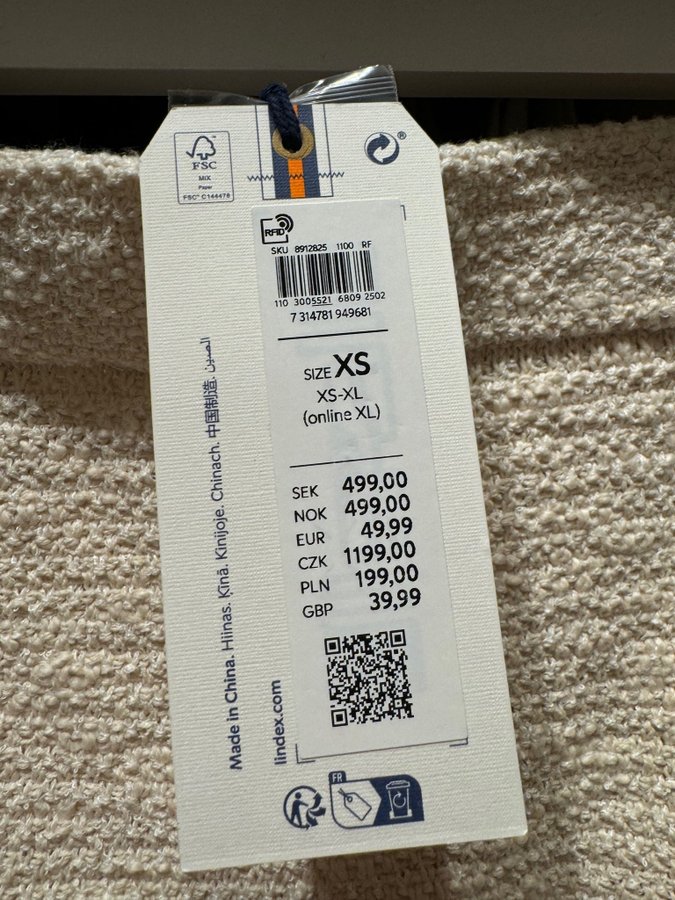 FSC
MIX
Paper
FSC® C144476
®
RFID
SKU 8912825 1100 RF
110 3005521 6809 2502
7 314781 949681
SIZE XS
XS-XL
(online XL)
SEK 499,00
NOK 499,00
EUR 49,99
CZK 1199,00
PLN 199,00
GBP 39,99
Made in China. Hiinas. Ķīnā. Kinijoje. Chinach. 中国制造. الصين
lindex.com
FR